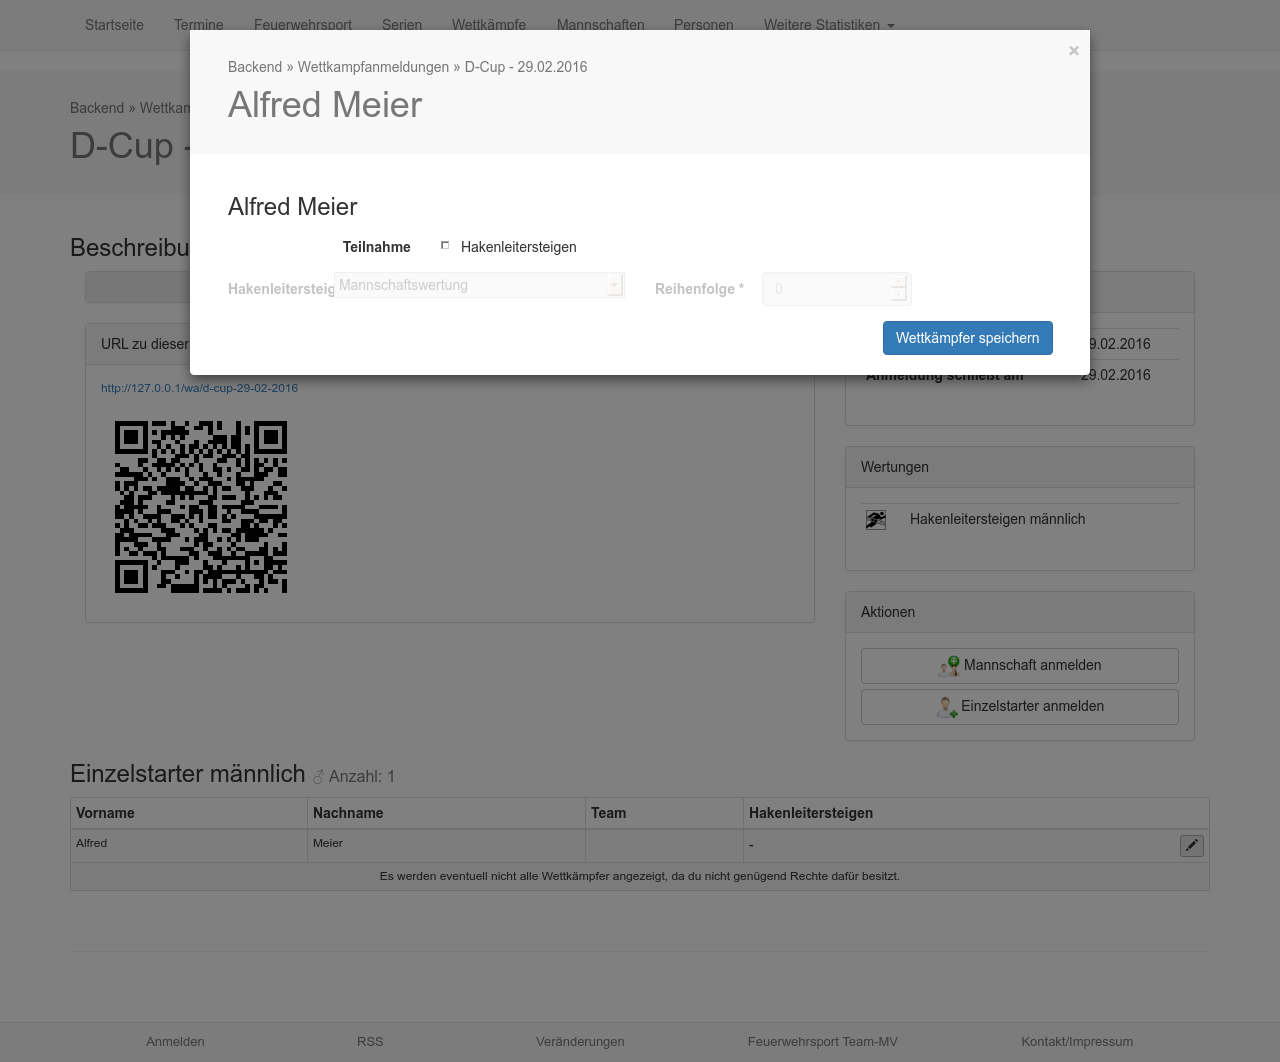 Startseite Termine Feuerwehrsport Serien Wettkämpfe Mannschaften Personen Weitere Statistiken
×
Backend » Wettkampfanmeldungen » D-Cup - 29.02.2016
Alfred Meier
Backend »
D-Cup -
Alfred Meier
Teilnahme Hakenleitersteigen
Mannschaftswertung Reihenfolge * 0
Wettkämpfer speichern
URL zu dieser
http://127.0.0.1/wa/d-cup-29-02-2016
29.02.2016
Anmeldung schließt am 29.02.2016
Wertungen
Hakenleitersteigen männlich
Aktionen
Mannschaft anmelden
Einzelstarter anmelden
Einzelstarter männlich ♂ Anzahl: 1
Vorname Nachname Team Hakenleitersteigen
Alfred Meier -
Es werden eventuell nicht alle Wettkämpfer angezeigt, da du nicht genügend Rechte dafür besitzt.
Anmelden RSS Veränderungen Feuerwehrsport Team-MV Kontakt/Impressum